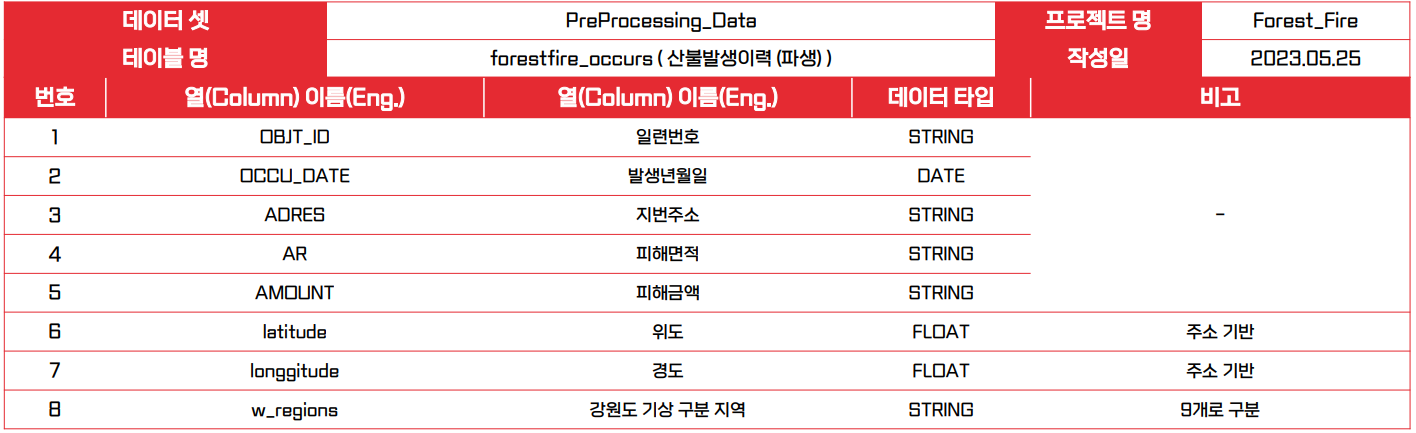 데이터 셋 PreProcessing_Data 프로젝트 명 Forest_Fire
테이블 명 forestfire_occurs ( 산불발생이력 (파생) ) 작성일 2023.05.25
번호 열(Column) 이름(Eng.) 열(Column) 이름(Eng.) 데이터 타입 비고
1 OBJT_ID 일련번호 STRING
2 OCCU_DATE 발생년월일 DATE
3 ADRES 지번주소 STRING -
4 AR 피해면적 STRING
5 AMOUNT 피해금액 STRING
6 latitude 위도 FLOAT 주소 기반
7 longgitude 경도 FLOAT 주소 기반
8 w_regions 강원도 기상 구분 지역 STRING 9개로 구분